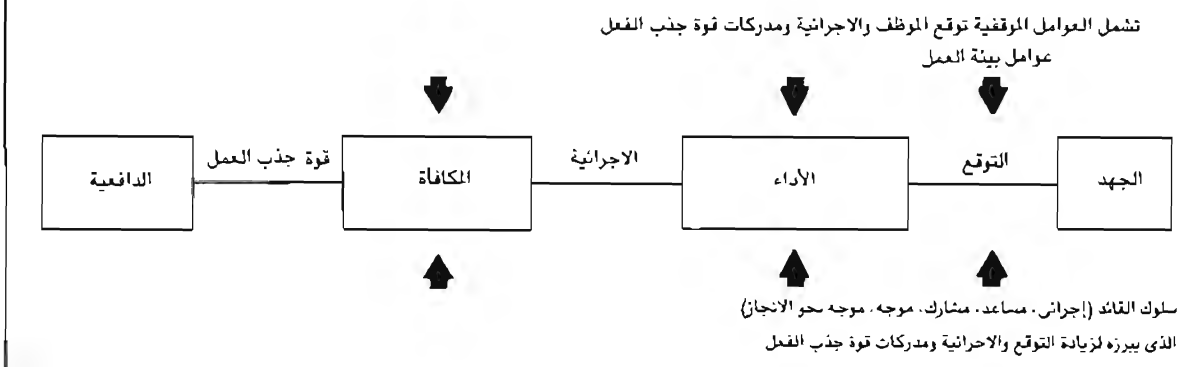 تشمل العوامل الموقفية توقع الموظف والاجرائية ومدركات قوة جذب الفعل
عوامل بيئة العمل
الجهد
التوقع
الأداء
الاجرائية
المكافأة
قوة جذب العمل
الدافعية
سلوك القائد (إجرائى، مساعد، مشارك، موجه، موجه نحو الانجاز)
الذى يبرزه لزيادة التوقع والاجرائية ومدركات قوة جذب الفعل